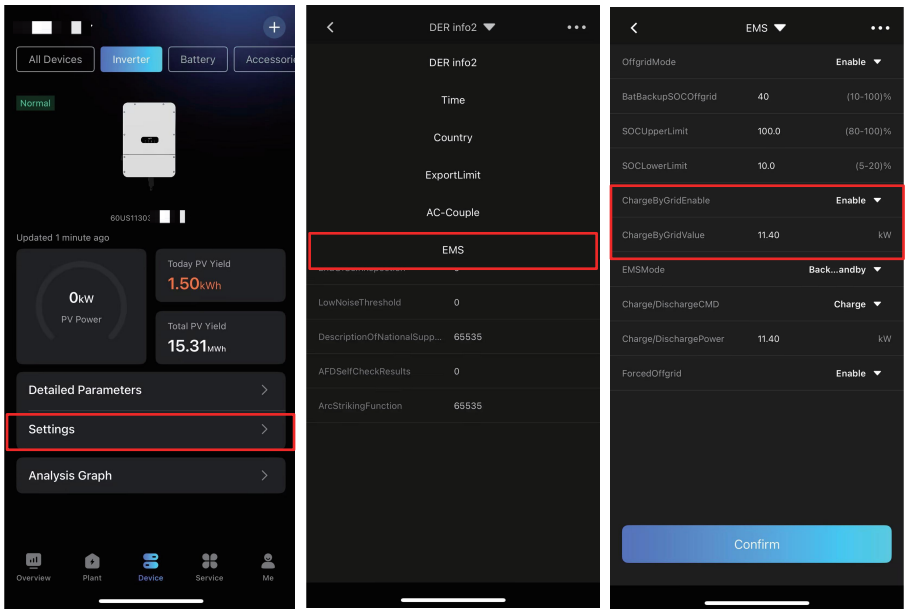 +
All Devices
Inverter
Battery
Accessorie
Normal
60US11303
Updated 1 minute ago
0kW
PV Power
Today PV Yield
1.50kWh
Total PV Yield
15.31MWh
Detailed Parameters
Settings
Analysis Graph
Overview
Plant
Device
Service
Me
DER info2
DER info2
Time
Country
ExportLimit
AC-Couple
EMS
LowNoiseThreshold 0
DescriptionOfNationalSupp... 65535
AFDSelfCheckResults 0
ArcStrikingFunction 65535
EMS
OffgridMode Enable
BatBackupSOCOffgrid 40 (10-100)%
SOCUpperLimit 100.0 (80-100)%
SOCLowerLimit 10.0 (5-20)%
ChargeByGridEnable Enable
ChargeByGridValue 11.40 kW
EMSMode Back...andby
Charge/DischargeCMD Charge
Charge/DischargePower 11.40 kW
ForcedOffgrid Enable
Confirm